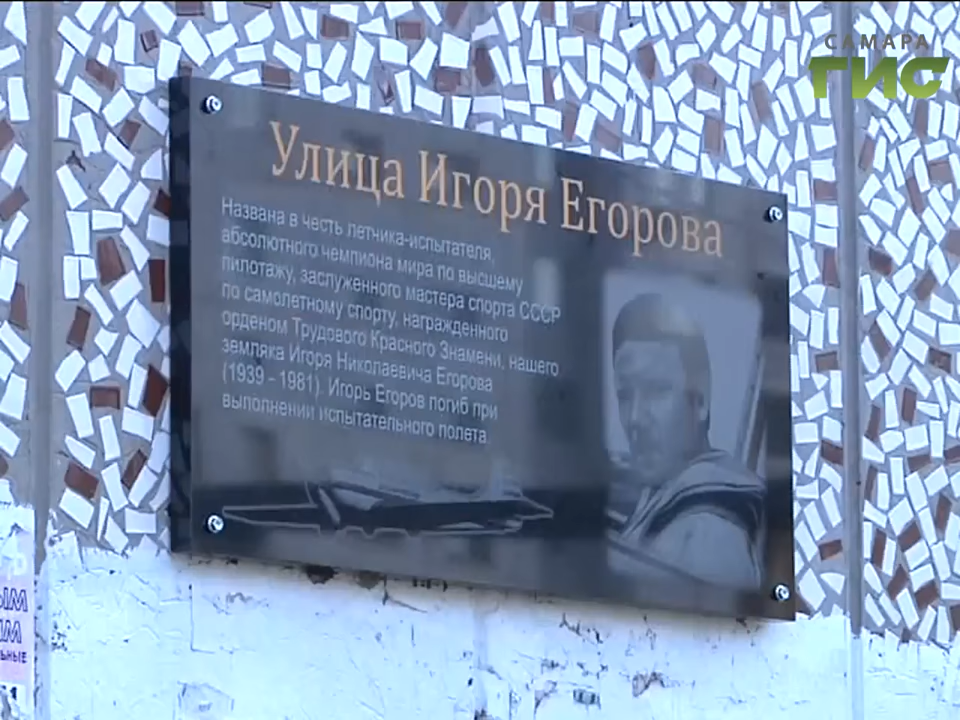 САМАРА
ГИС
Улица Игоря Егорова
Названа в честь летчика-испытателя,
абсолютного чемпиона мира по высшему
пилотажу, заслуженного мастера спорта СССР
по самолетному спорту, награжденного
орденом Трудового Красного Знамени, нашего
земляка Игоря Николаевича Егорова
(1939 - 1981). Игорь Егоров погиб при
выполнении испытательного полета.